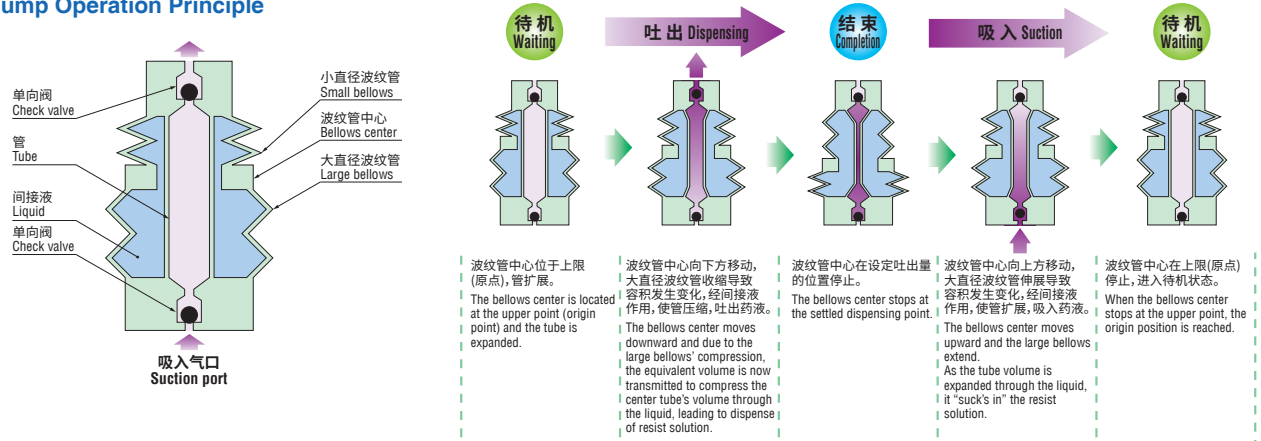 ump Operation Principle
单向阀
Check valve
管
Tube
间接液
Liquid
单向阀
Check valve
小直径波纹管
Small bellows
波纹管中心
Bellows center
大直径波纹管
Large bellows
吸入气口
Suction port
待机
Waiting
吐出 Dispensing
结束
Completion
吸入 Suction
待机
Waiting
波纹管中心位于上限
(原点),管扩展。
The bellows center is located
at the upper point (origin
point) and the tube is
expanded.
波纹管中心向下方移动,
大直径波纹管收缩导致
容积发生变化,经间接液
作用,使管压缩,吐出药液。
The bellows center moves
downward and due to the
large bellows' compression,
the equivalent volume is now
transmitted to compress the
center tube's volume through
the liquid, leading to dispense
of resist solution.
波纹管中心在设定吐出量
的位置停止。
The bellows center stops at
the settled dispensing point.
波纹管中心向上方移动,
大直径波纹管伸展导致
容积发生变化,经间接液
作用,使管扩展,吸入药液。
The bellows center moves
upward and the large bellows
extend.
As the tube volume is
expanded through the liquid,
it “suck's in” the resist
solution.
波纹管中心在上限(原点)
停止,进入待机状态。
When the bellows center
stops at the upper point, the
origin position is reached.